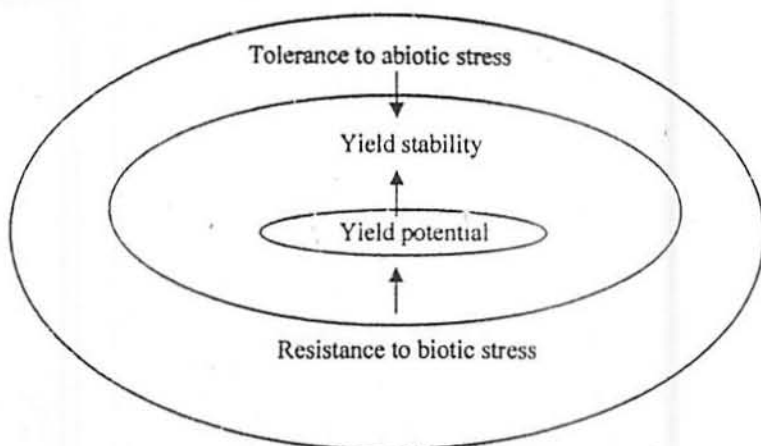 Tolerance to abiotic stress
Yield stability
Yield potential
Resistance to biotic stress